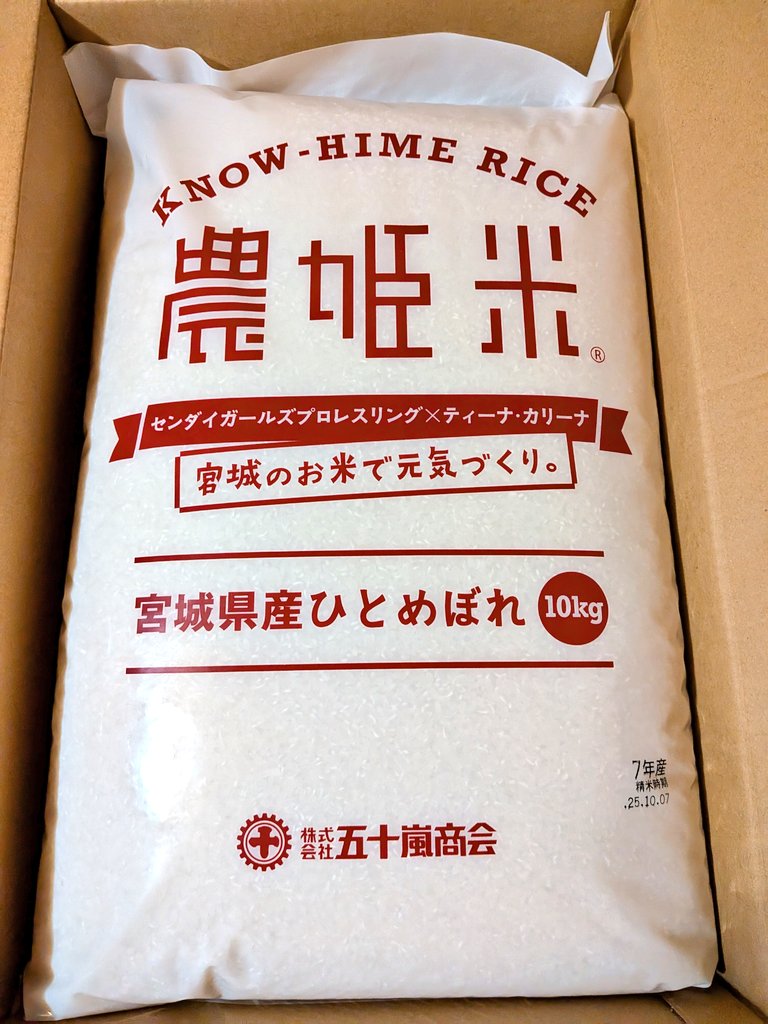 KNOW-HIME RICE
農姫米®
センダイガールズプロレスリング×ティーナ・カリーナ
宮城のお米で元気づくり。
宮城県産ひとめぼれ 10kg
7年産
精米時期
.25.10.07
株式会社 五十嵐商会